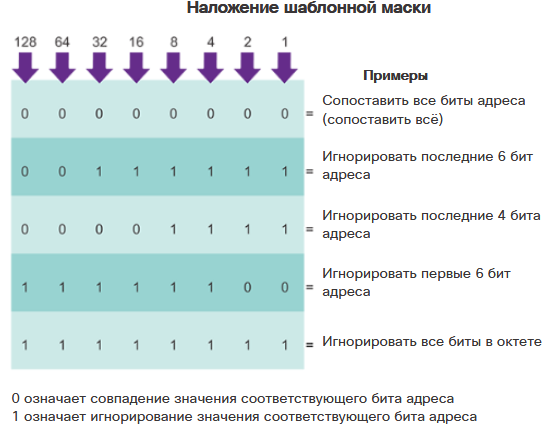 Наложение шаблонной маски
128 64 32 16 8 4 2 1
Примеры
0 0 0 0 0 0 0 0 = Сопоставить все биты адреса
(сопоставить всё)
0 0 1 1 1 1 1 1 = Игнорировать последние 6 бит
адреса
0 0 0 0 1 1 1 1 = Игнорировать последние 4 бита
адреса
1 1 1 1 1 1 0 0 = Игнорировать первые 6 бит
адреса
1 1 1 1 1 1 1 1 = Игнорировать все биты в октете
0 означает совпадение значения соответствующего бита адреса
1 означает игнорирование значения соответствующего бита адреса